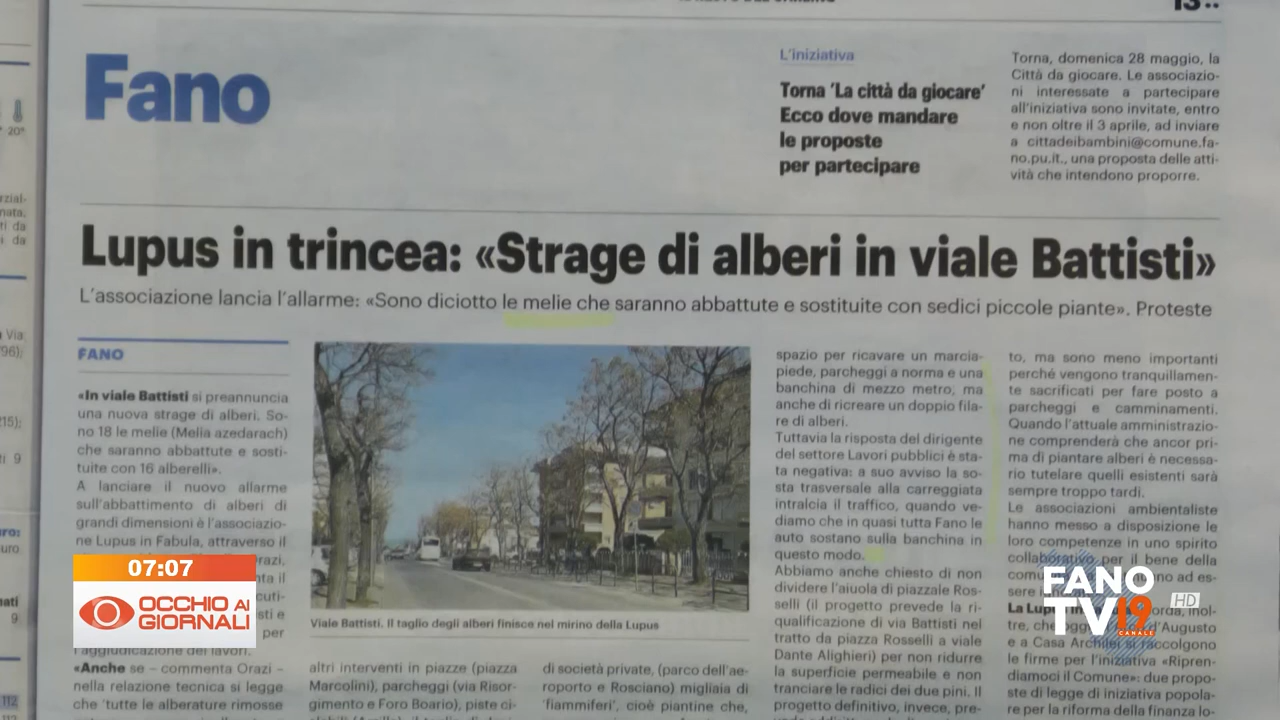 Fano
L'iniziativa
Torna 'La città da giocare'
Ecco dove mandare
le proposte
per partecipare
Torna, domenica 28 maggio, la
Città da giocare. Le associazio-
ni interessate a partecipare
all'iniziativa sono invitate, entro
e non oltre il 3 aprile, ad inviare
a cittadeibambini@comune.fa-
no.pu.it., una proposta delle atti-
vità che intendono proporre.
Lupus in trincea: «Strage di alberi in viale Battisti»
L'associazione lancia l'allarme: «Sono diciotto le melie che saranno abbattute e sostituite con sedici piccole piante». Proteste
FANO
«In viale Battisti si preannuncia
una nuova strage di alberi. So-
no 18 le melie (Melia azedarach)
che saranno abbattute e sosti-
tuite con 16 alberelli».
A lanciare il nuovo allarme
sull'abbattimento di alberi di
grandi dimensioni è l'associazio-
ne Lupus in Fabula, attraverso il
per
l'aggiudicazione dei lavori.
«Anche se – commenta Orazi –
nella relazione tecnica si legge
che 'tutte le alberature rimosse
Viale Battisti. Il taglio degli alberi finisce nel mirino della Lupus
altri interventi in piazze (piazza
Marcolini), parcheggi (via Risor-
gimento e Foro Boario), piste ci-
di società private, (parco dell'ae-
roporto e Rosciano) migliaia di
'fiammiferi', cioè piantine che,
spazio per ricavare un marcia-
piede, parcheggi a norma e una
banchina di mezzo metro, ma
anche di ricreare un doppio fila-
re di alberi.
Tuttavia la risposta del dirigente
del settore Lavori pubblici è sta-
ta negativa: a suo avviso la so-
sta trasversale alla carreggiata
intralcia il traffico, quando ve-
diamo che in quasi tutta Fano le
auto sostano sulla banchina in
questo modo.
Abbiamo anche chiesto di non
dividere l'aiuola di piazzale Ros-
selli (il progetto prevede la ri-
qualificazione di via Battisti nel
tratto da piazza Rosselli a viale
Dante Alighieri) per non ridurre
la superficie permeabile e non
tranciare le radici dei due pini. Il
progetto definitivo, invece, pre-
to, ma sono meno importanti
perché vengono tranquillamen-
te sacrificati per fare posto a
parcheggi e camminamenti.
Quando l'attuale amministrazio-
ne comprenderà che ancor pri-
ma di piantare alberi è necessa-
rio tutelare quelli esistenti sarà
sempre troppo tardi.
Le associazioni ambientaliste
hanno messo a disposizione le
loro competenze in uno spirito
collaborativo per il bene della
no ad es-
La
inol-
tre, che d'Augusto
e a Casa Archilei si raccolgono
le firme per l'iniziativa «Ripren-
diamoci il Comune»: due propo-
ste di legge di iniziativa popola-
re per la riforma della finanza lo-
07:07
OCCHIO AI
GIORNALI
FANO
TV19
CANALE
HD